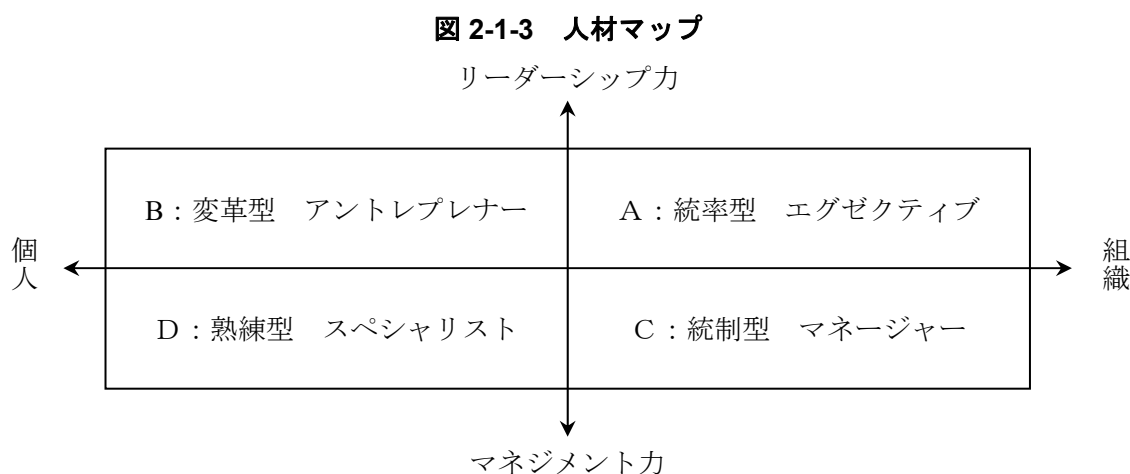 図 2-1-3　人材マップ
リーダーシップ力
B：変革型　アントレプレナー
A：統率型　エグゼクティブ
個人
組織
D：熟練型　スペシャリスト
C：統制型　マネージャー
マネジメント力